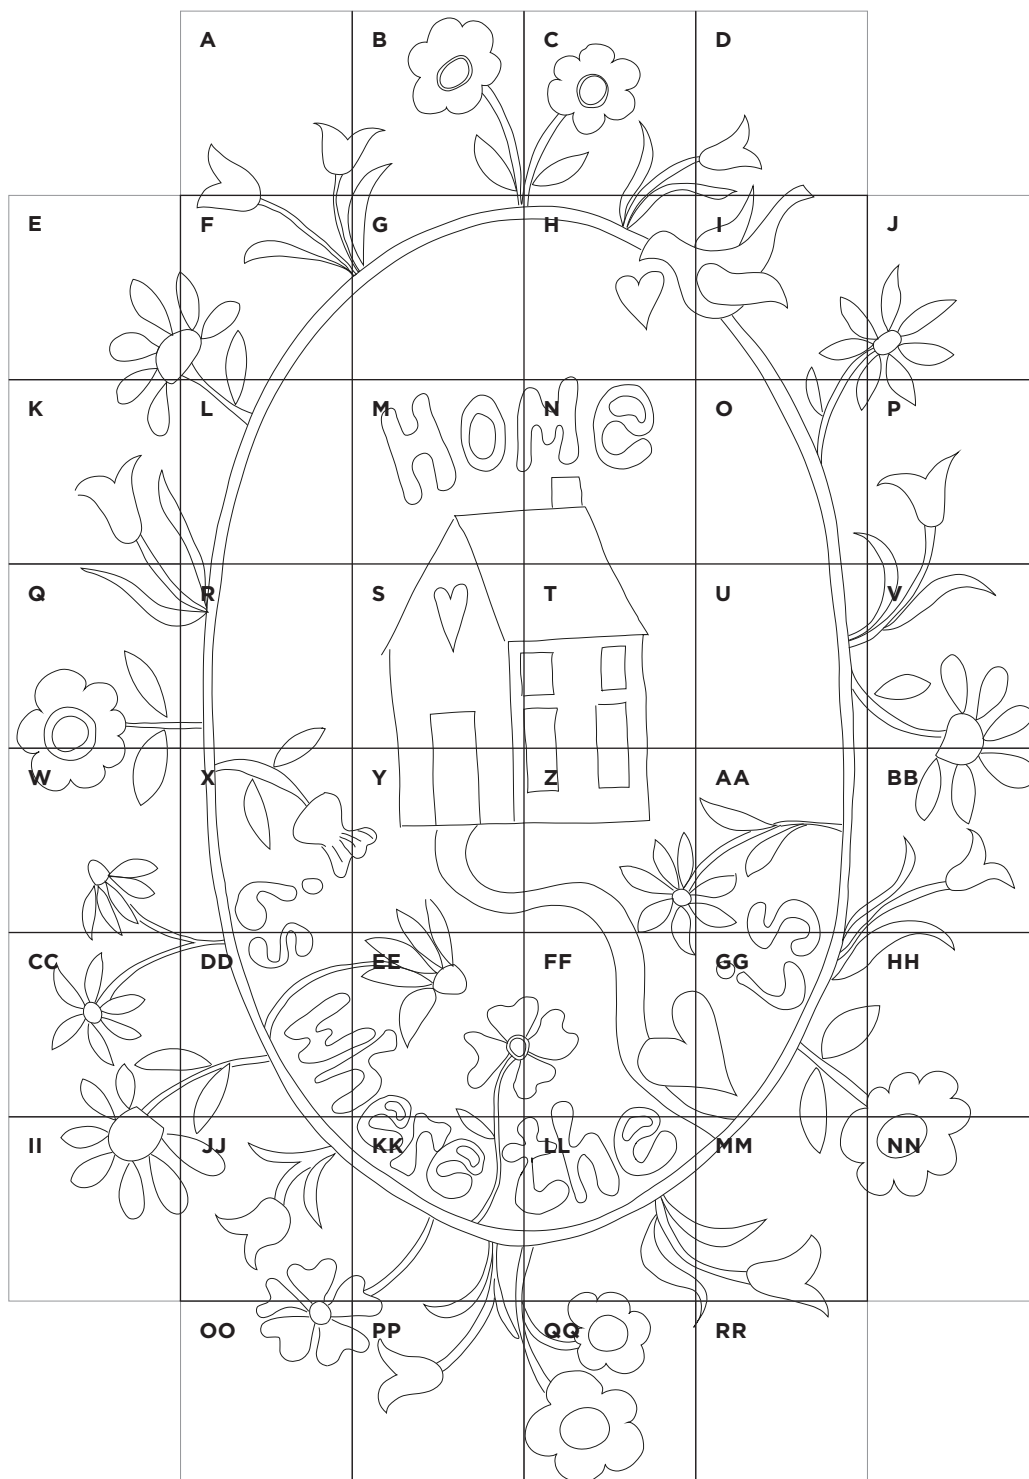 A B C D
E F G H I J
K L M N O P
HOMe
Q R S T U V
W X Y Z AA BB
is
CC DD EE FF GG HH
Where the
is
II JJ KK LL MM NN
OO PP QQ RR